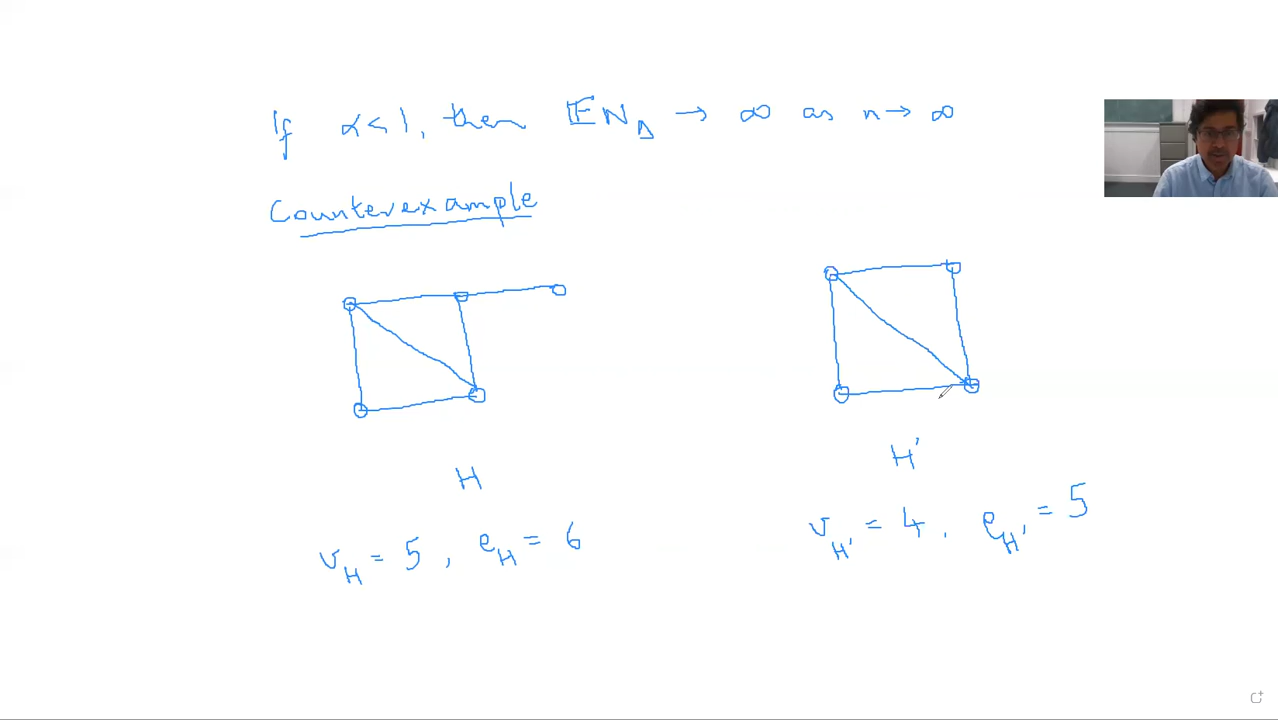 If α < 1, then 𝔼N_Δ → ∞ as n → ∞
Counterexample
H
H'
v_H = 5, e_H = 6
v_H' = 4, e_H' = 5